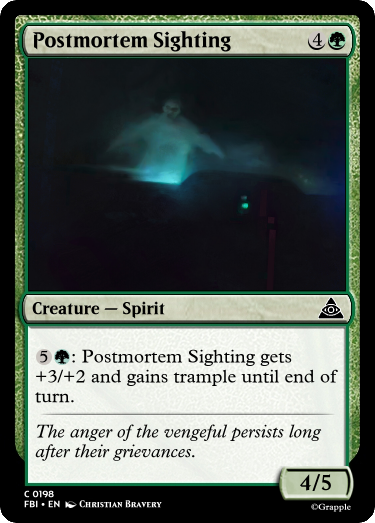 Postmortem Sighting 4
Creature — Spirit
5 : Postmortem Sighting gets
+3/+2 and gains trample until end of
turn.
The anger of the vengeful persists long
after their grievances.
4/5
C 0198
FBI • EN Christian Bravery
©Grapple